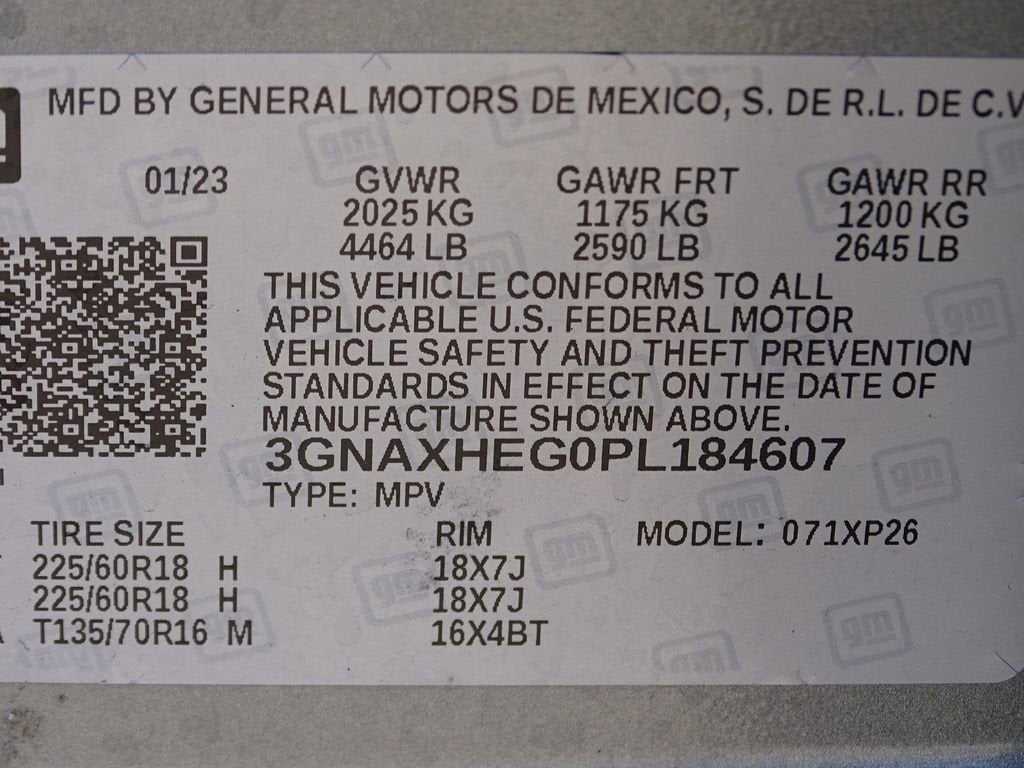 MFD BY GENERAL MOTORS DE MEXICO, S. DE R.L. DE C.V
01/23 GVWR GAWR FRT GAWR RR
2025 KG 1175 KG 1200 KG
4464 LB 2590 LB 2645 LB
THIS VEHICLE CONFORMS TO ALL
APPLICABLE U.S. FEDERAL MOTOR
VEHICLE SAFETY AND THEFT PREVENTION
STANDARDS IN EFFECT ON THE DATE OF
MANUFACTURE SHOWN ABOVE.
3GNAXHEG0PL184607
TYPE: MPV
TIRE SIZE RIM MODEL: 071XP26
225/60R18 H 18X7J
225/60R18 H 18X7J
T135/70R16 M 16X4BT